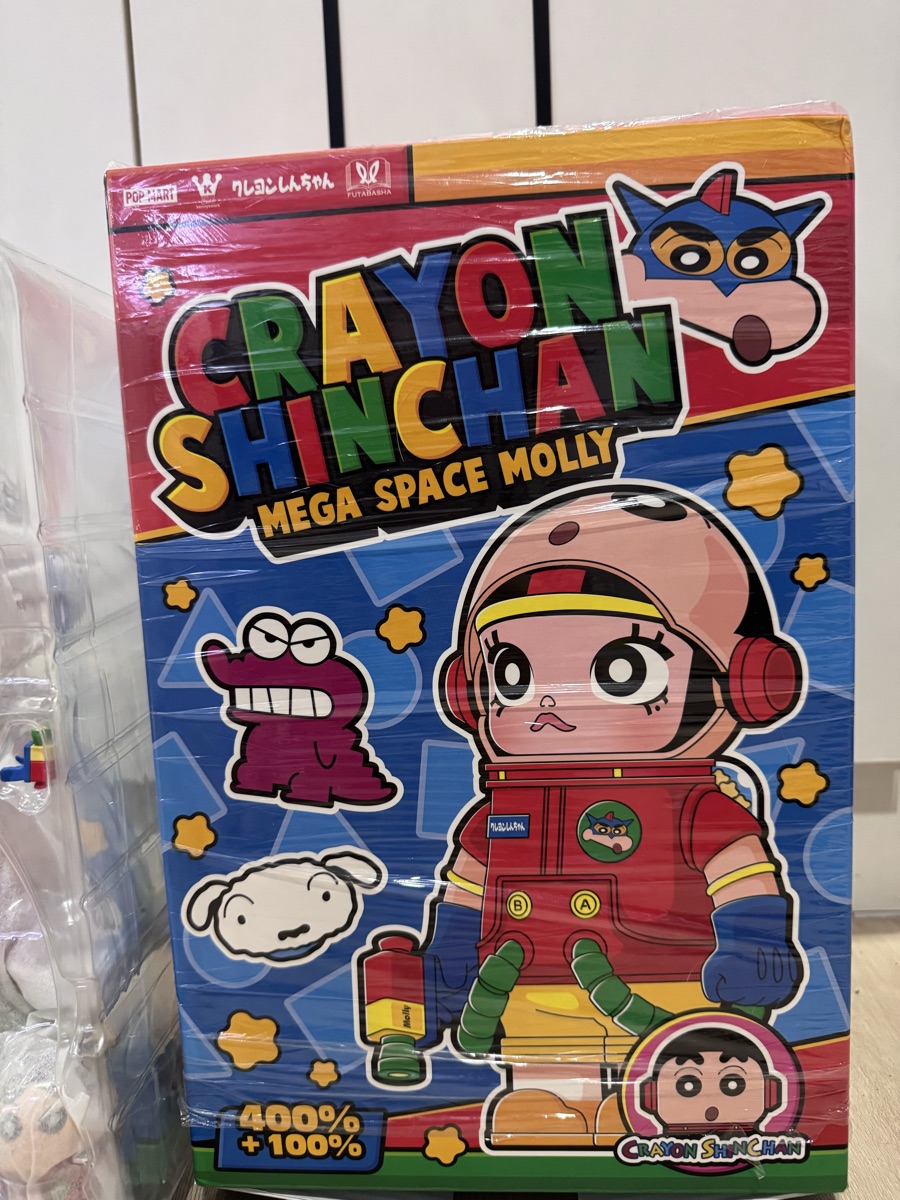 POP MART
クレヨンしんちゃん
FUTABASHA
CRAYON
SHINCHAN
MEGA SPACE MOLLY
クレヨンしんちゃん
B A
Molly
400%
+100%
CRAYON SHINCHAN